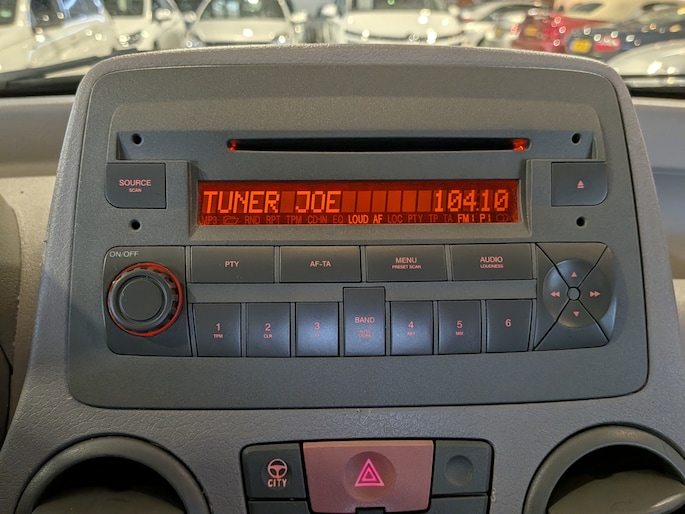 SOURCE
SCAN
TUNER JOE 10410
MP3 RND RPT TPM CD-IN EQ LOUD AF LOC PTY TP TA FM1 P1 CD
ON/OFF
PTY
AF-TA
MENU
PRESET SCAN
AUDIO
LOUDNESS
1
TPM
2
CLR
3
BAND
4
RPT
5
MIX
6
CITY